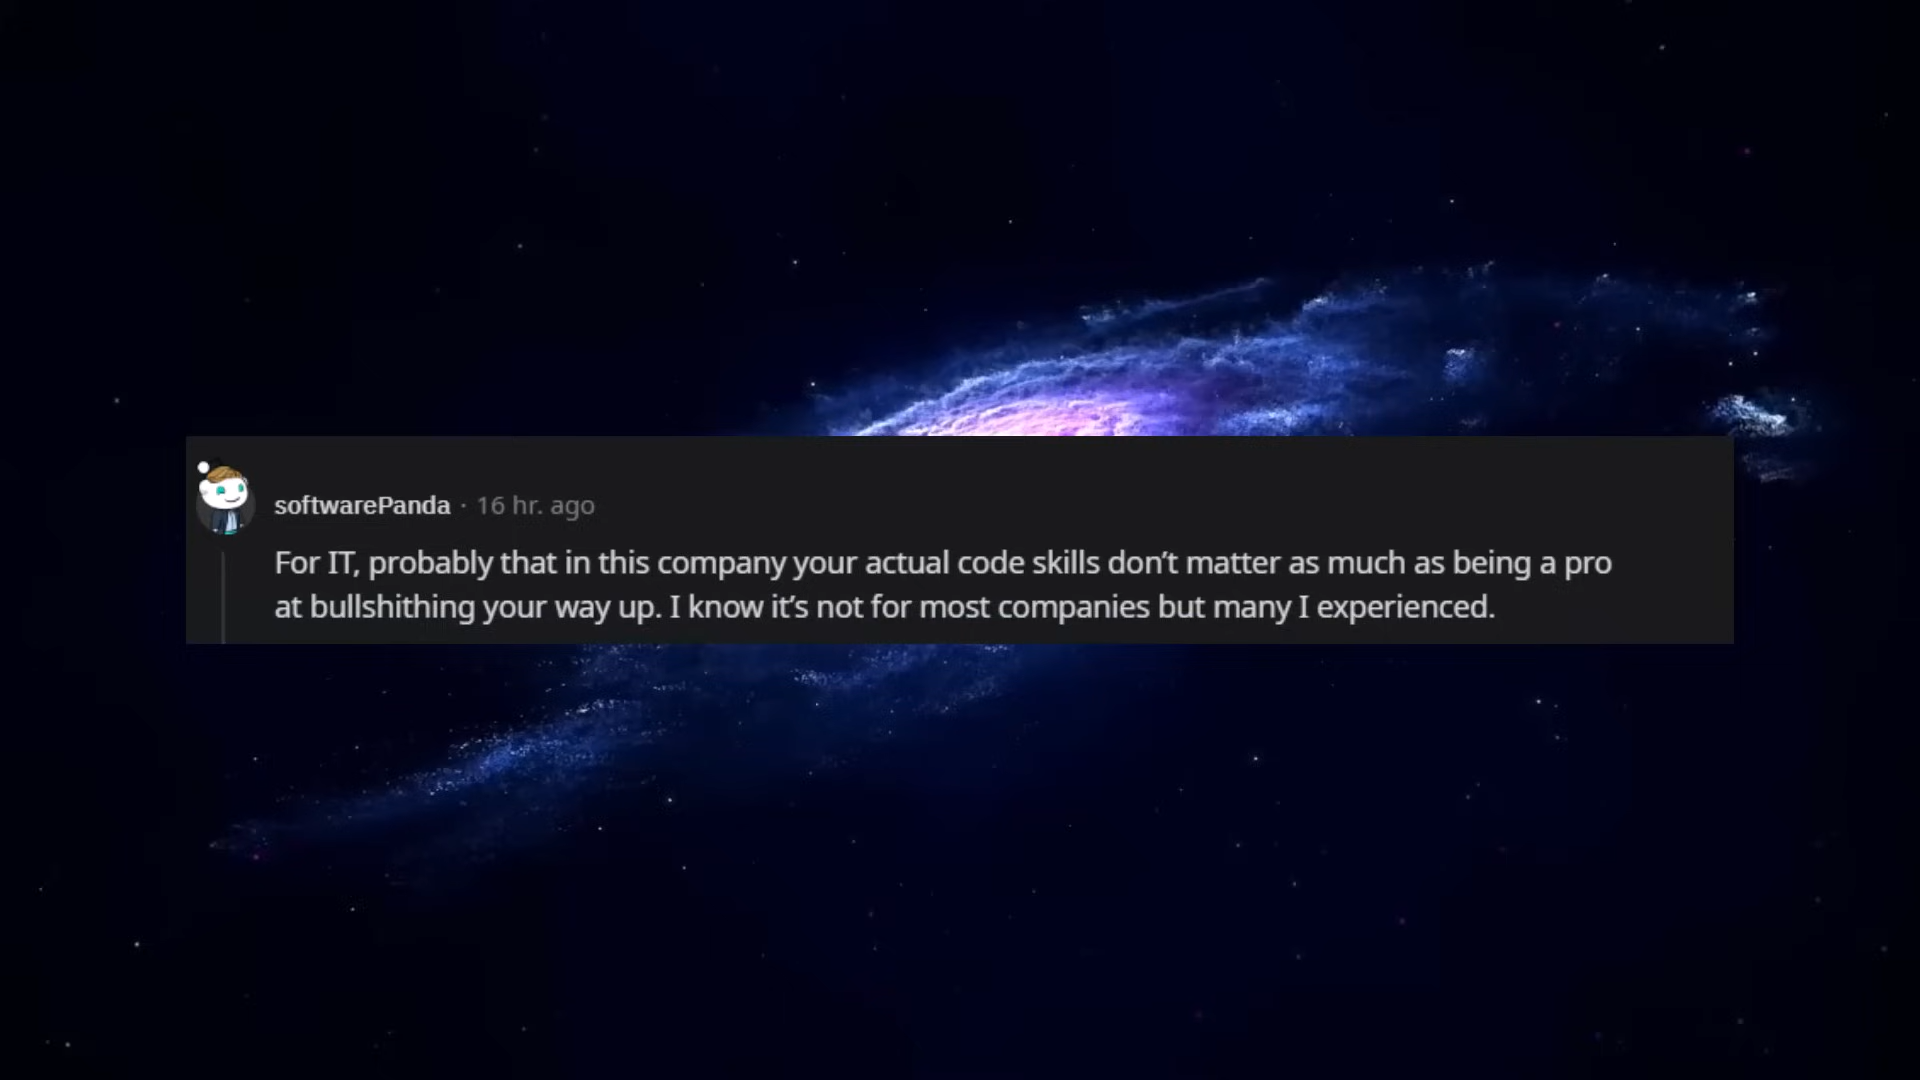 softwarePanda · 16 hr. ago
For IT, probably that in this company your actual code skills don’t matter as much as being a pro
at bullshithing your way up. I know it’s not for most companies but many I experienced.